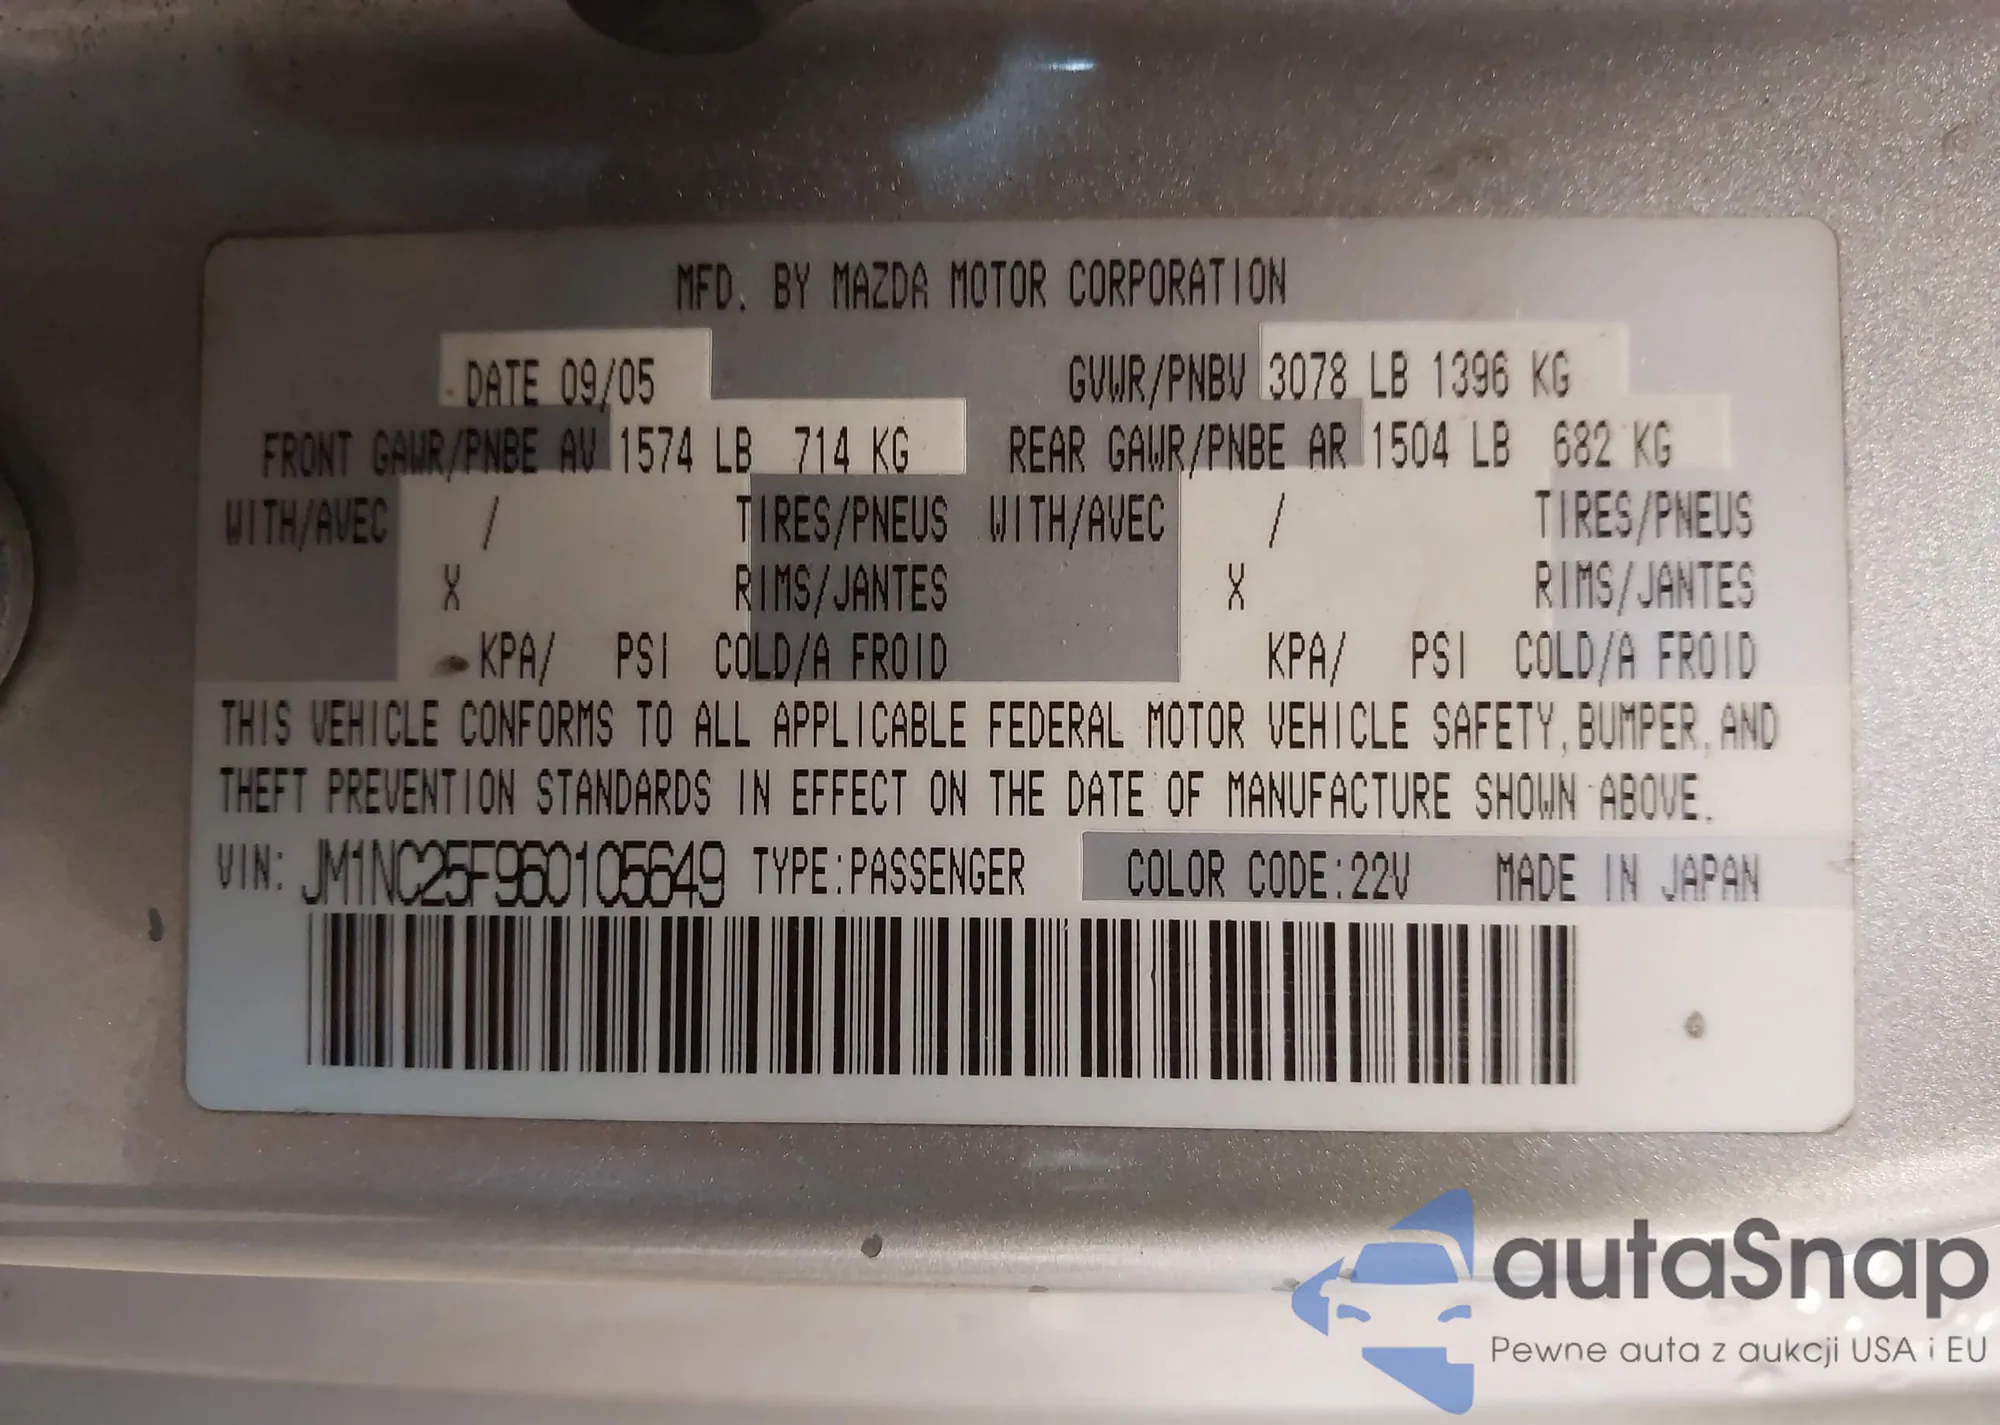 MFD. BY MAZDA MOTOR CORPORATION
DATE 09/05 GVWR/PNBV 3078 LB 1396 KG
FRONT GAWR/PNBE AV 1574 LB 714 KG REAR GAWR/PNBE AR 1504 LB 682 KG
WITH/AVEC / TIRES/PNEUS WITH/AVEC / TIRES/PNEUS
X RIMS/JANTES X RIMS/JANTES
KPA/ PSI COLD/A FROID KPA/ PSI COLD/A FROID
THIS VEHICLE CONFORMS TO ALL APPLICABLE FEDERAL MOTOR VEHICLE SAFETY, BUMPER, AND
THEFT PREVENTION STANDARDS IN EFFECT ON THE DATE OF MANUFACTURE SHOWN ABOVE.
VIN: JM1NC25F960105649 TYPE:PASSENGER COLOR CODE:22V MADE IN JAPAN
autaSnap
Pewne auta z aukcji USA i EU